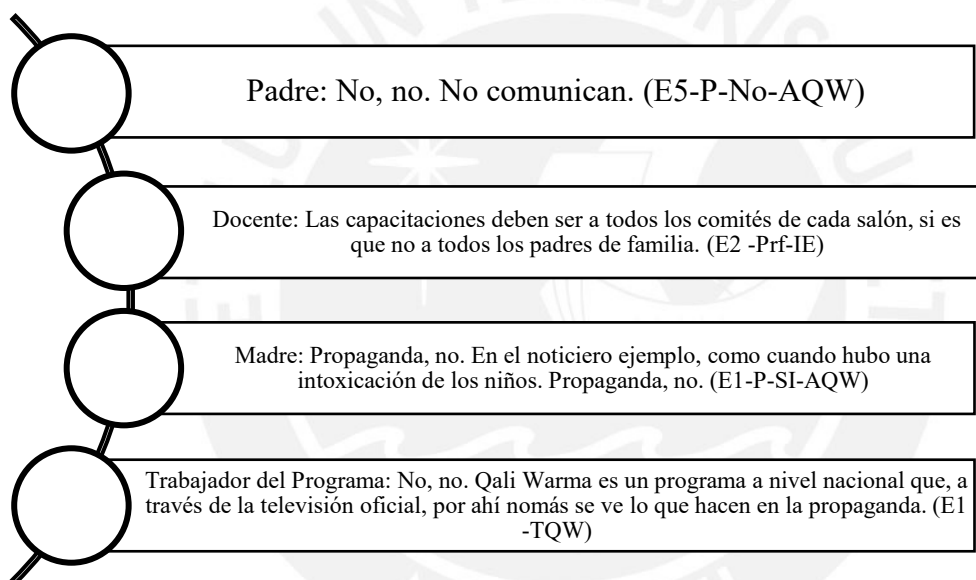 Padre: No, no. No comunican. (E5-P-No-AQW)
Docente: Las capacitaciones deben ser a todos los comités de cada salón, si es
que no a todos los padres de familia. (E2 -Prf-IE)
Madre: Propaganda, no. En el noticiero ejemplo, como cuando hubo una
intoxicación de los niños. Propaganda, no. (E1-P-SI-AQW)
Trabajador del Programa: No, no. Qali Warma es un programa a nivel nacional que, a
través de la televisión oficial, por ahí nomás se ve lo que hacen en la propaganda. (E1
-TQW)